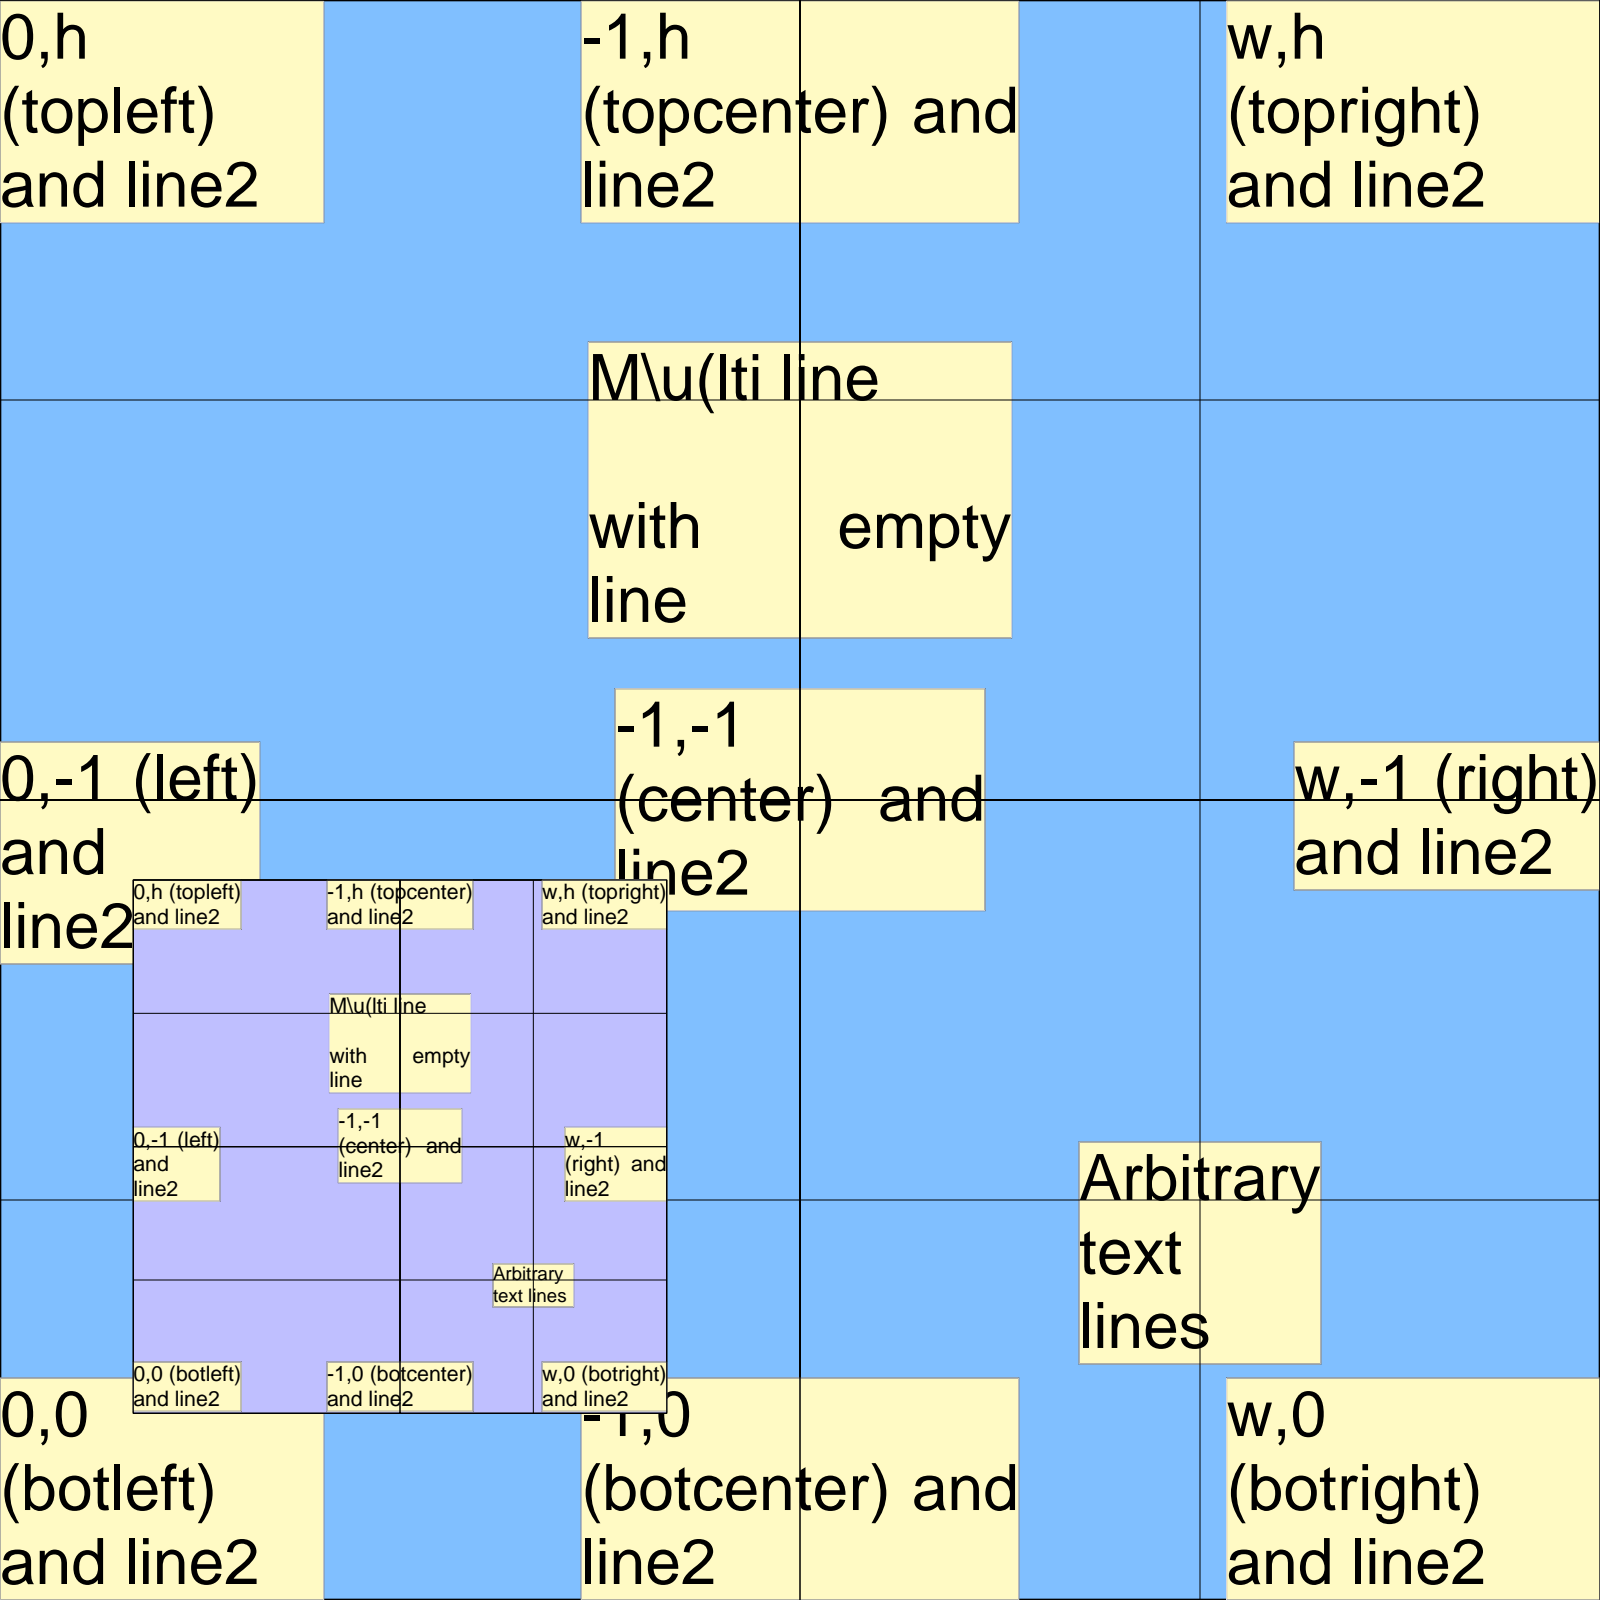 0,h
(topleft)
and line2
-1,h
(topcenter) and
line2
w,h
(topright)
and line2
M\u(lti line
with empty
line
-1,-1
(center) and
line2
0,-1 (left)
and
line2
w,-1 (right)
and line2
0,h (topleft)
and line2
-1,h (topcenter)
and line2
w,h (topright)
and line2
M\u(lti line
with empty
line
-1,-1
(center) and
line2
0,-1 (left)
and
line2
w,-1
(right) and
line2
Arbitrary
text lines
0,0 (botleft)
and line2
-1,0 (botcenter)
and line2
w,0 (botright)
and line2
Arbitrary
text
lines
0,0
(botleft)
and line2
-1,0
(botcenter) and
line2
w,0
(botright)
and line2